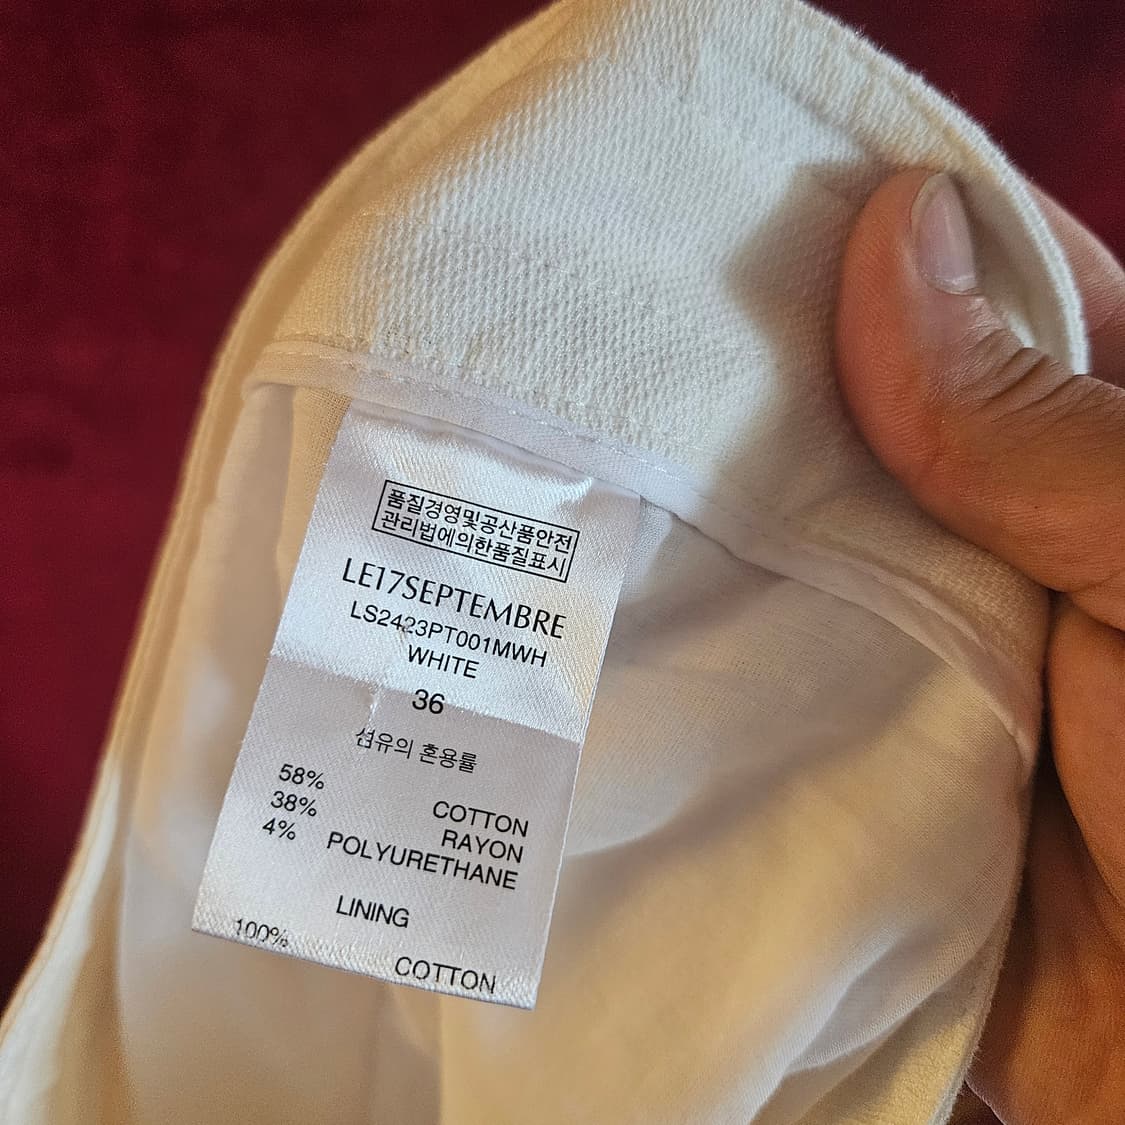 품질경영및공산품안전
관리법에의한품질표시
LE17SEPTEMBRE
LS2423PT001MWH
WHITE
36
섬유의 혼용률
58% COTTON
38% RAYON
4% POLYURETHANE
LINING
100% COTTON